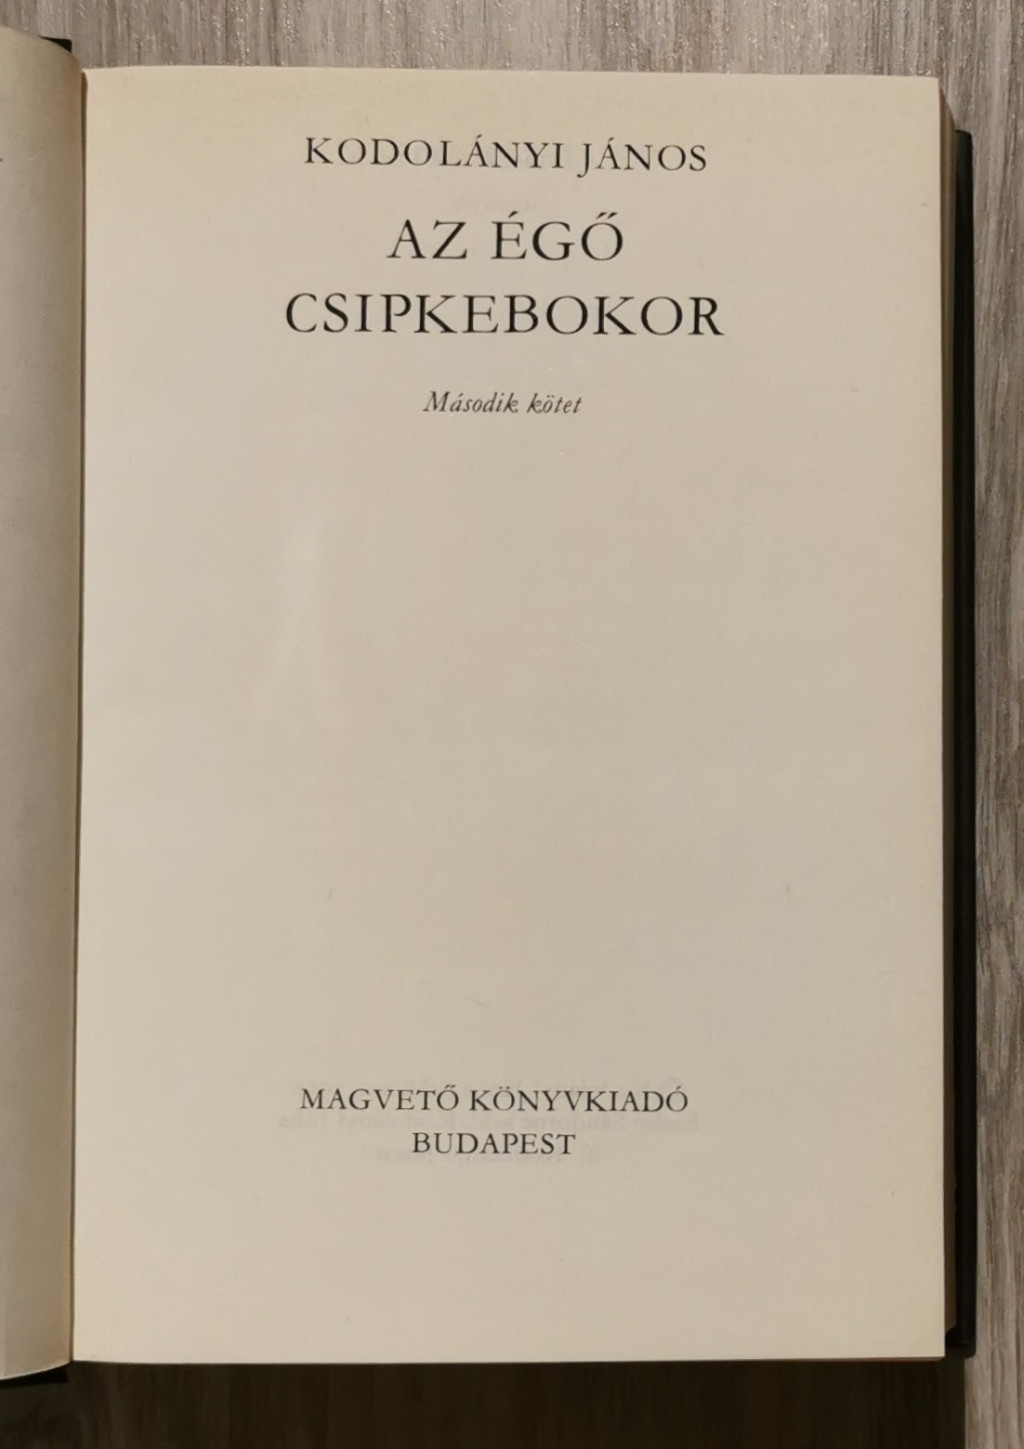 KODOLÁNYI JÁNOS
AZ ÉGŐ
CSIPKEBOKOR
Második kötet
MAGVETŐ KÖNYVKIADÓ
BUDAPEST